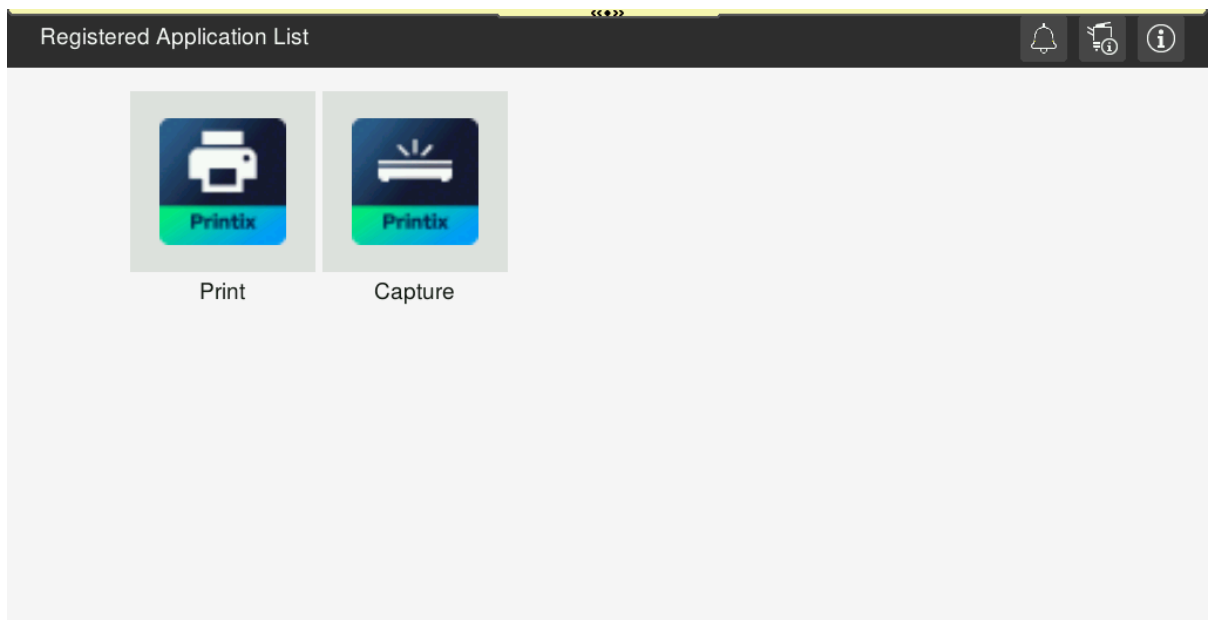 Registered Application List
Printix
Printix
Print
Capture